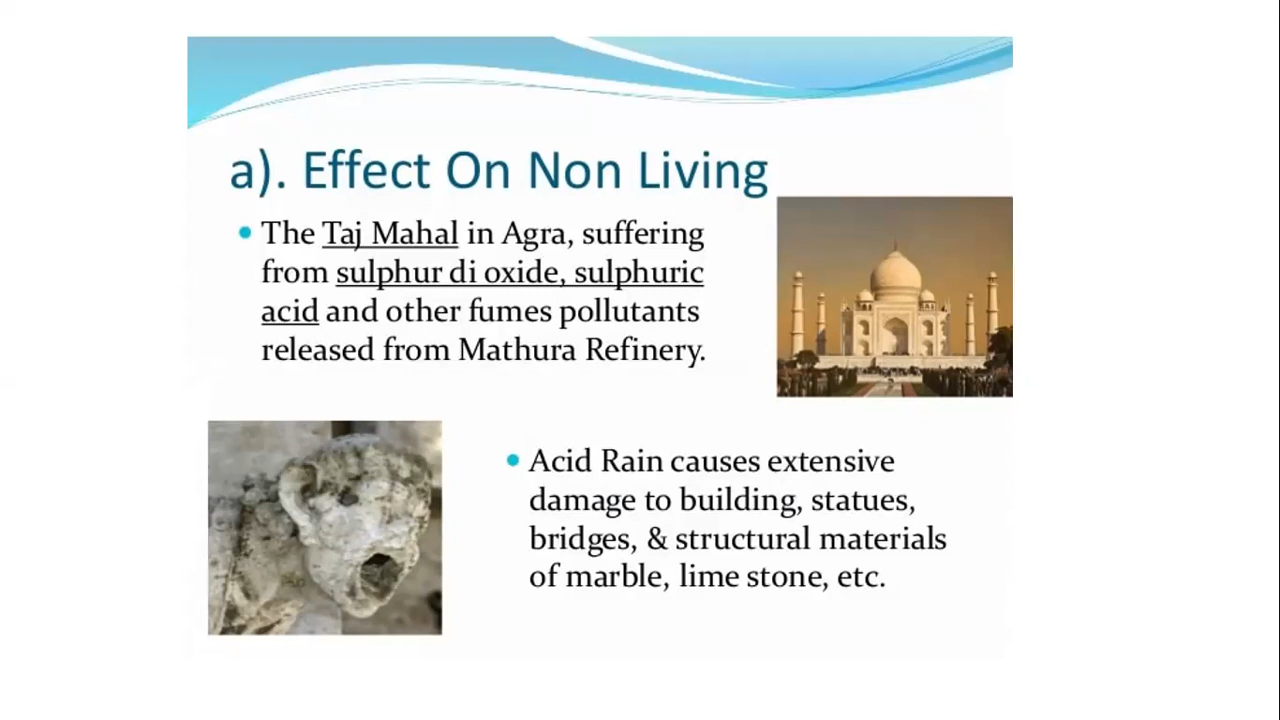 a). Effect On Non Living
The Taj Mahal in Agra, suffering
from sulphur di oxide, sulphuric
acid and other fumes pollutants
released from Mathura Refinery.
Acid Rain causes extensive
damage to building, statues,
bridges, & structural materials
of marble, lime stone, etc.